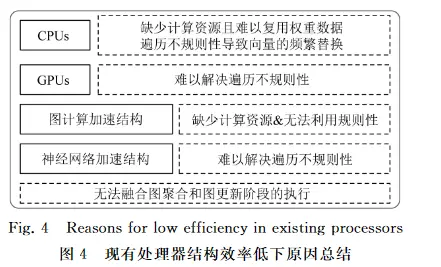 CPUs
缺少计算资源且难以复用权重数据
遍历不规则性导致向量的频繁替换
GPUs
难以解决遍历不规则性
图计算加速结构
缺少计算资源&无法利用规则性
神经网络加速结构
难以解决遍历不规则性
无法融合图聚合和图更新阶段的执行
Fig. 4 Reasons for low efficiency in existing processors
图 4 现有处理器结构效率低下原因总结